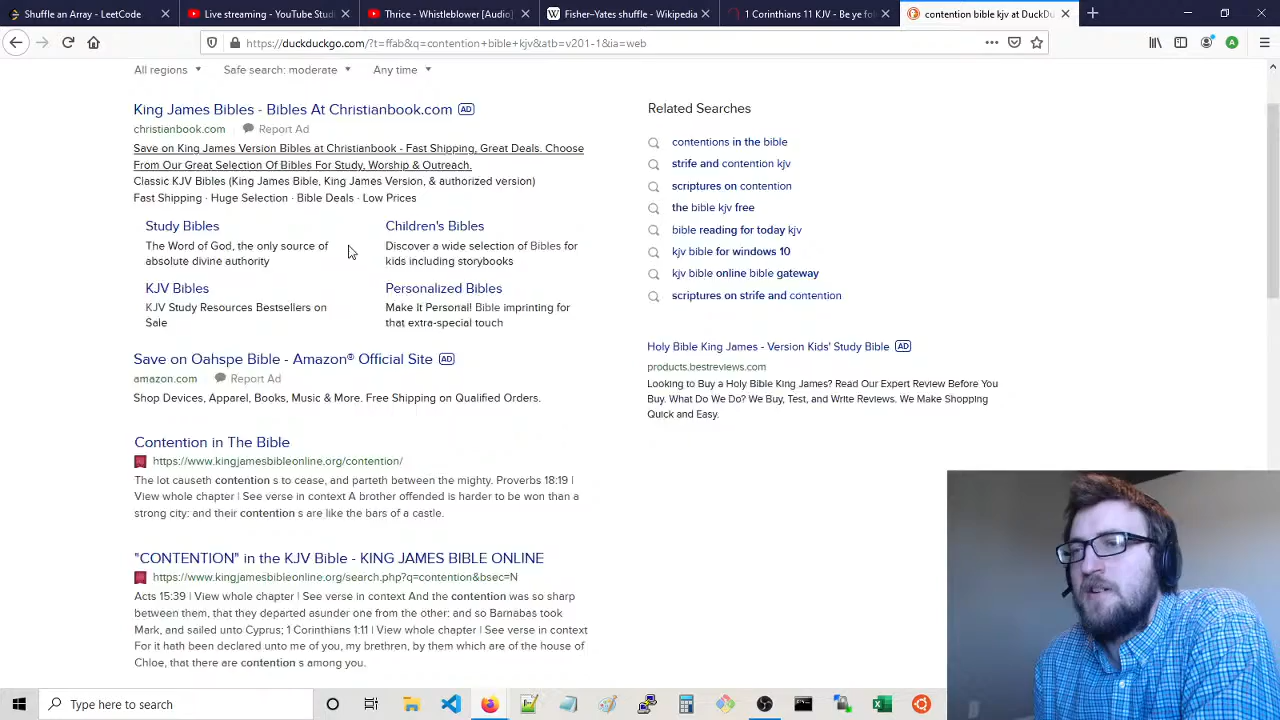 Shuffle an Array - LeetCode
Live streaming - YouTube Studi
Thrice - Whistleblower [Audio]
Fisher–Yates shuffle - Wikipedia
1 Corinthians 11 KJV - Be ye fo
contention bible kjv at DuckDu
https://duckduckgo.com/?t=ffab&q=contention+bible+kjv&atb=v201-1&ia=web
All regions
Safe search: moderate
Any time
King James Bibles - Bibles At Christianbook.com AD
christianbook.com
Report Ad
Save on King James Version Bibles at Christianbook - Fast Shipping, Great Deals. Choose
From Our Great Selection Of Bibles For Study, Worship & Outreach.
Classic KJV Bibles (King James Bible, King James Version, & authorized version)
Fast Shipping · Huge Selection · Bible Deals · Low Prices
Study Bibles
The Word of God, the only source of
absolute divine authority
Children's Bibles
Discover a wide selection of Bibles for
kids including storybooks
KJV Bibles
KJV Study Resources Bestsellers on
Sale
Personalized Bibles
Make It Personal! Bible imprinting for
that extra-special touch
Save on Oahspe Bible - Amazon® Official Site AD
amazon.com
Report Ad
Shop Devices, Apparel, Books, Music & More. Free Shipping on Qualified Orders.
Contention in The Bible
https://www.kingjamesbibleonline.org/contention/
The lot causeth contention s to cease, and parteth between the mighty. Proverbs 18:19 |
View whole chapter | See verse in context A brother offended is harder to be won than a
strong city: and their contention s are like the bars of a castle.
"CONTENTION" in the KJV Bible - KING JAMES BIBLE ONLINE
https://www.kingjamesbibleonline.org/search.php?q=contention&bsec=N
Acts 15:39 | View whole chapter | See verse in context And the contention was so sharp
between them, that they departed asunder one from the other: and so Barnabas took
Mark, and sailed unto Cyprus; 1 Corinthians 1:11 | View whole chapter | See verse in context
For it hath been declared unto me of you, my brethren, by them which are of the house of
Chloe, that there are contention s among you.
Related Searches
contentions in the bible
strife and contention kjv
scriptures on contention
the bible kjv free
bible reading for today kjv
kjv bible for windows 10
kjv bible online bible gateway
scriptures on strife and contention
Holy Bible King James - Version Kids' Study Bible AD
products.bestreviews.com
Looking to Buy a Holy Bible King James? Read Our Expert Review Before You
Buy. What Do We Do? We Buy, Test, and Write Reviews. We Make Shopping
Quick and Easy.
Type here to search